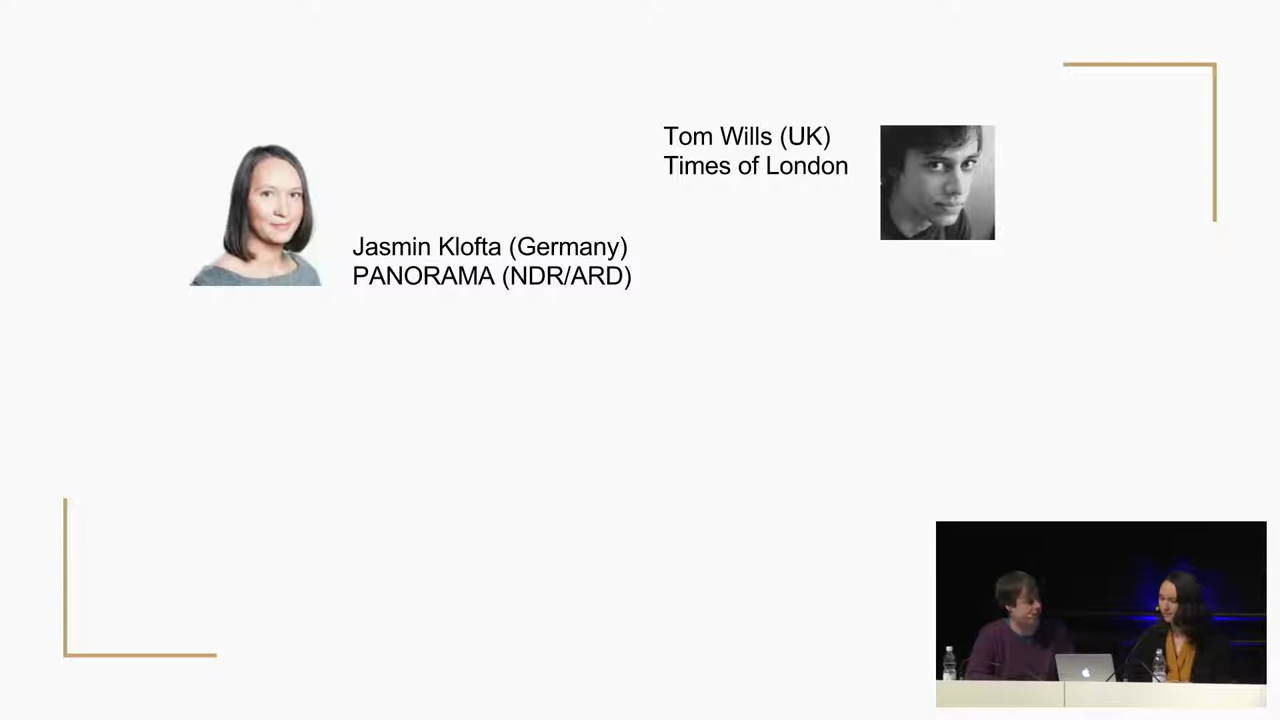 Tom Wills (UK)
Times of London
Jasmin Klofta (Germany)
PANORAMA (NDR/ARD)